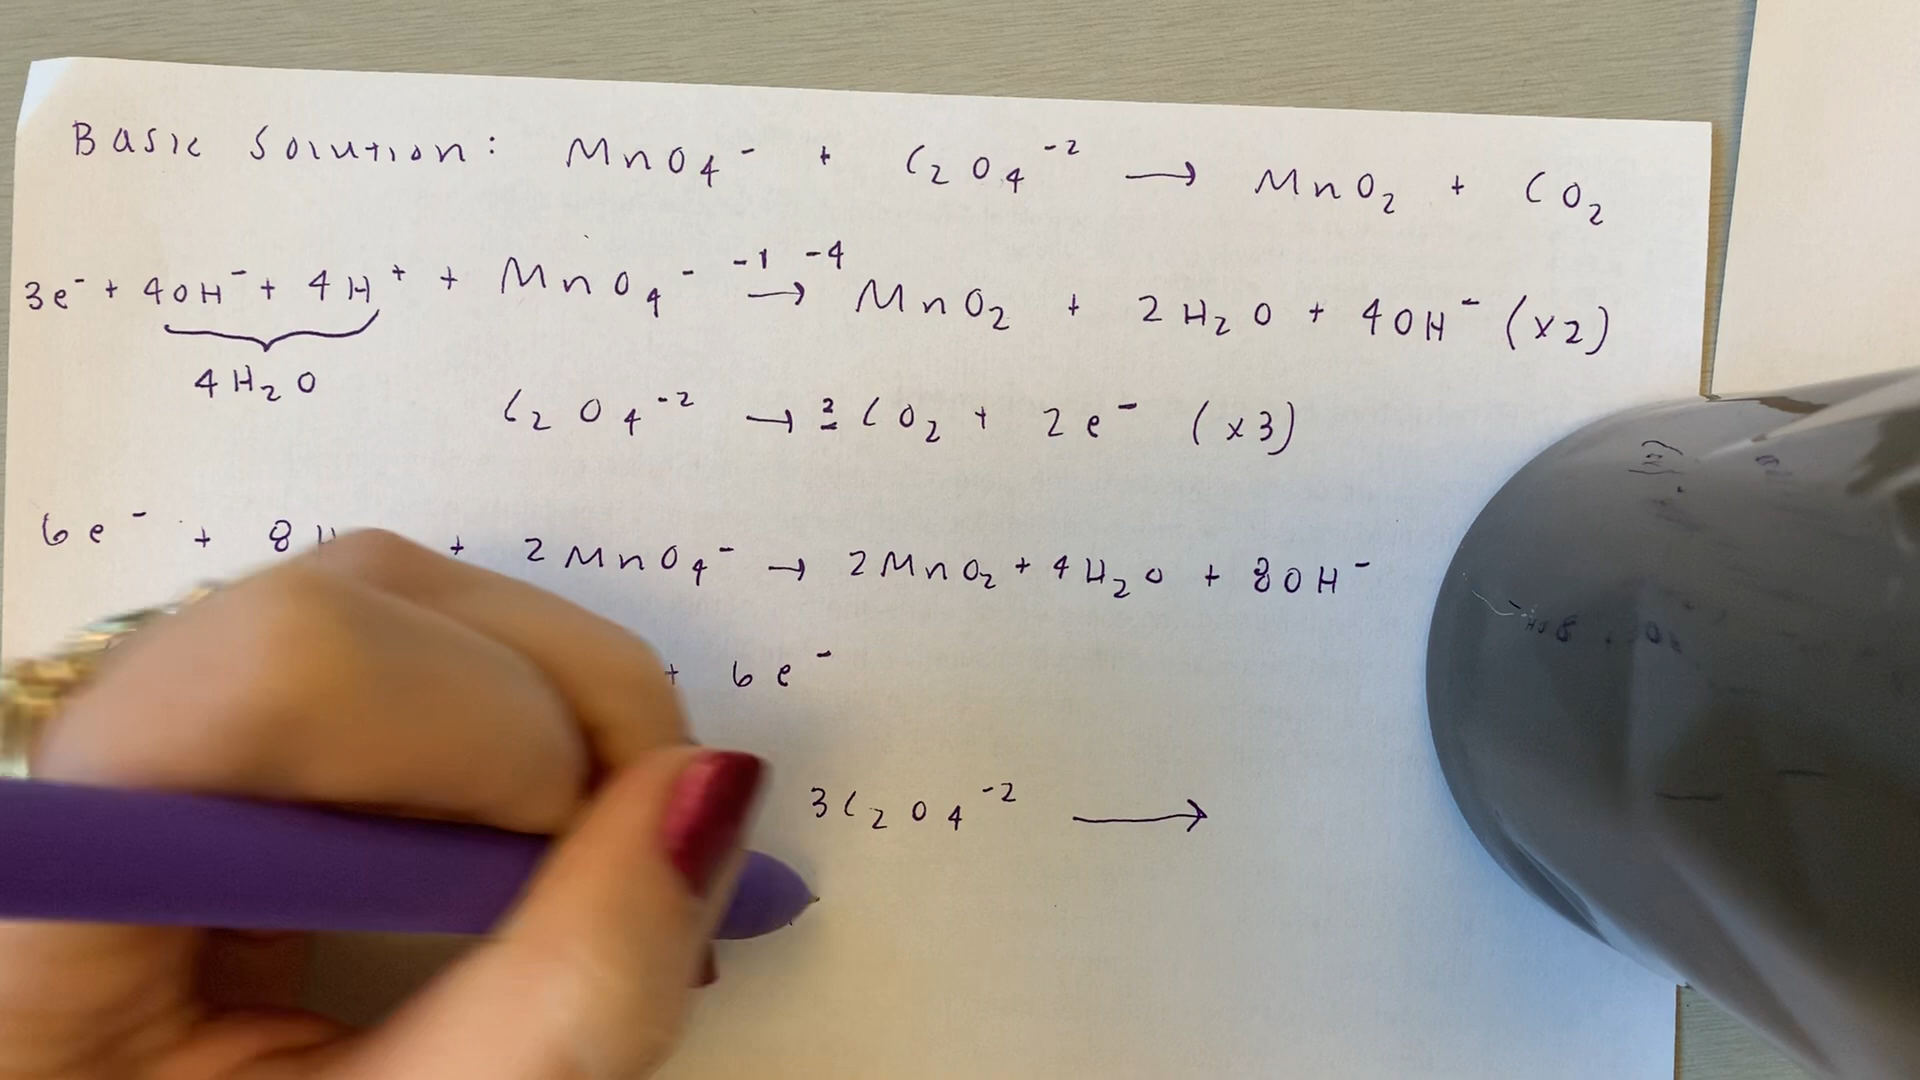 Basic Solution: MnO4⁻ + C2O4⁻² → MnO2 + CO2
-1 -4
3e⁻ + 4OH⁻ + 4H⁺ + MnO4⁻ → MnO2 + 2H2O + 4OH⁻ (x2)
4H2O
C2O4⁻² → 2CO2 + 2e⁻ (x3)
6e⁻ + 8H + 2MnO4⁻ → 2MnO2 + 4H2O + 8OH⁻
+ 6e⁻
3C2O4⁻² →